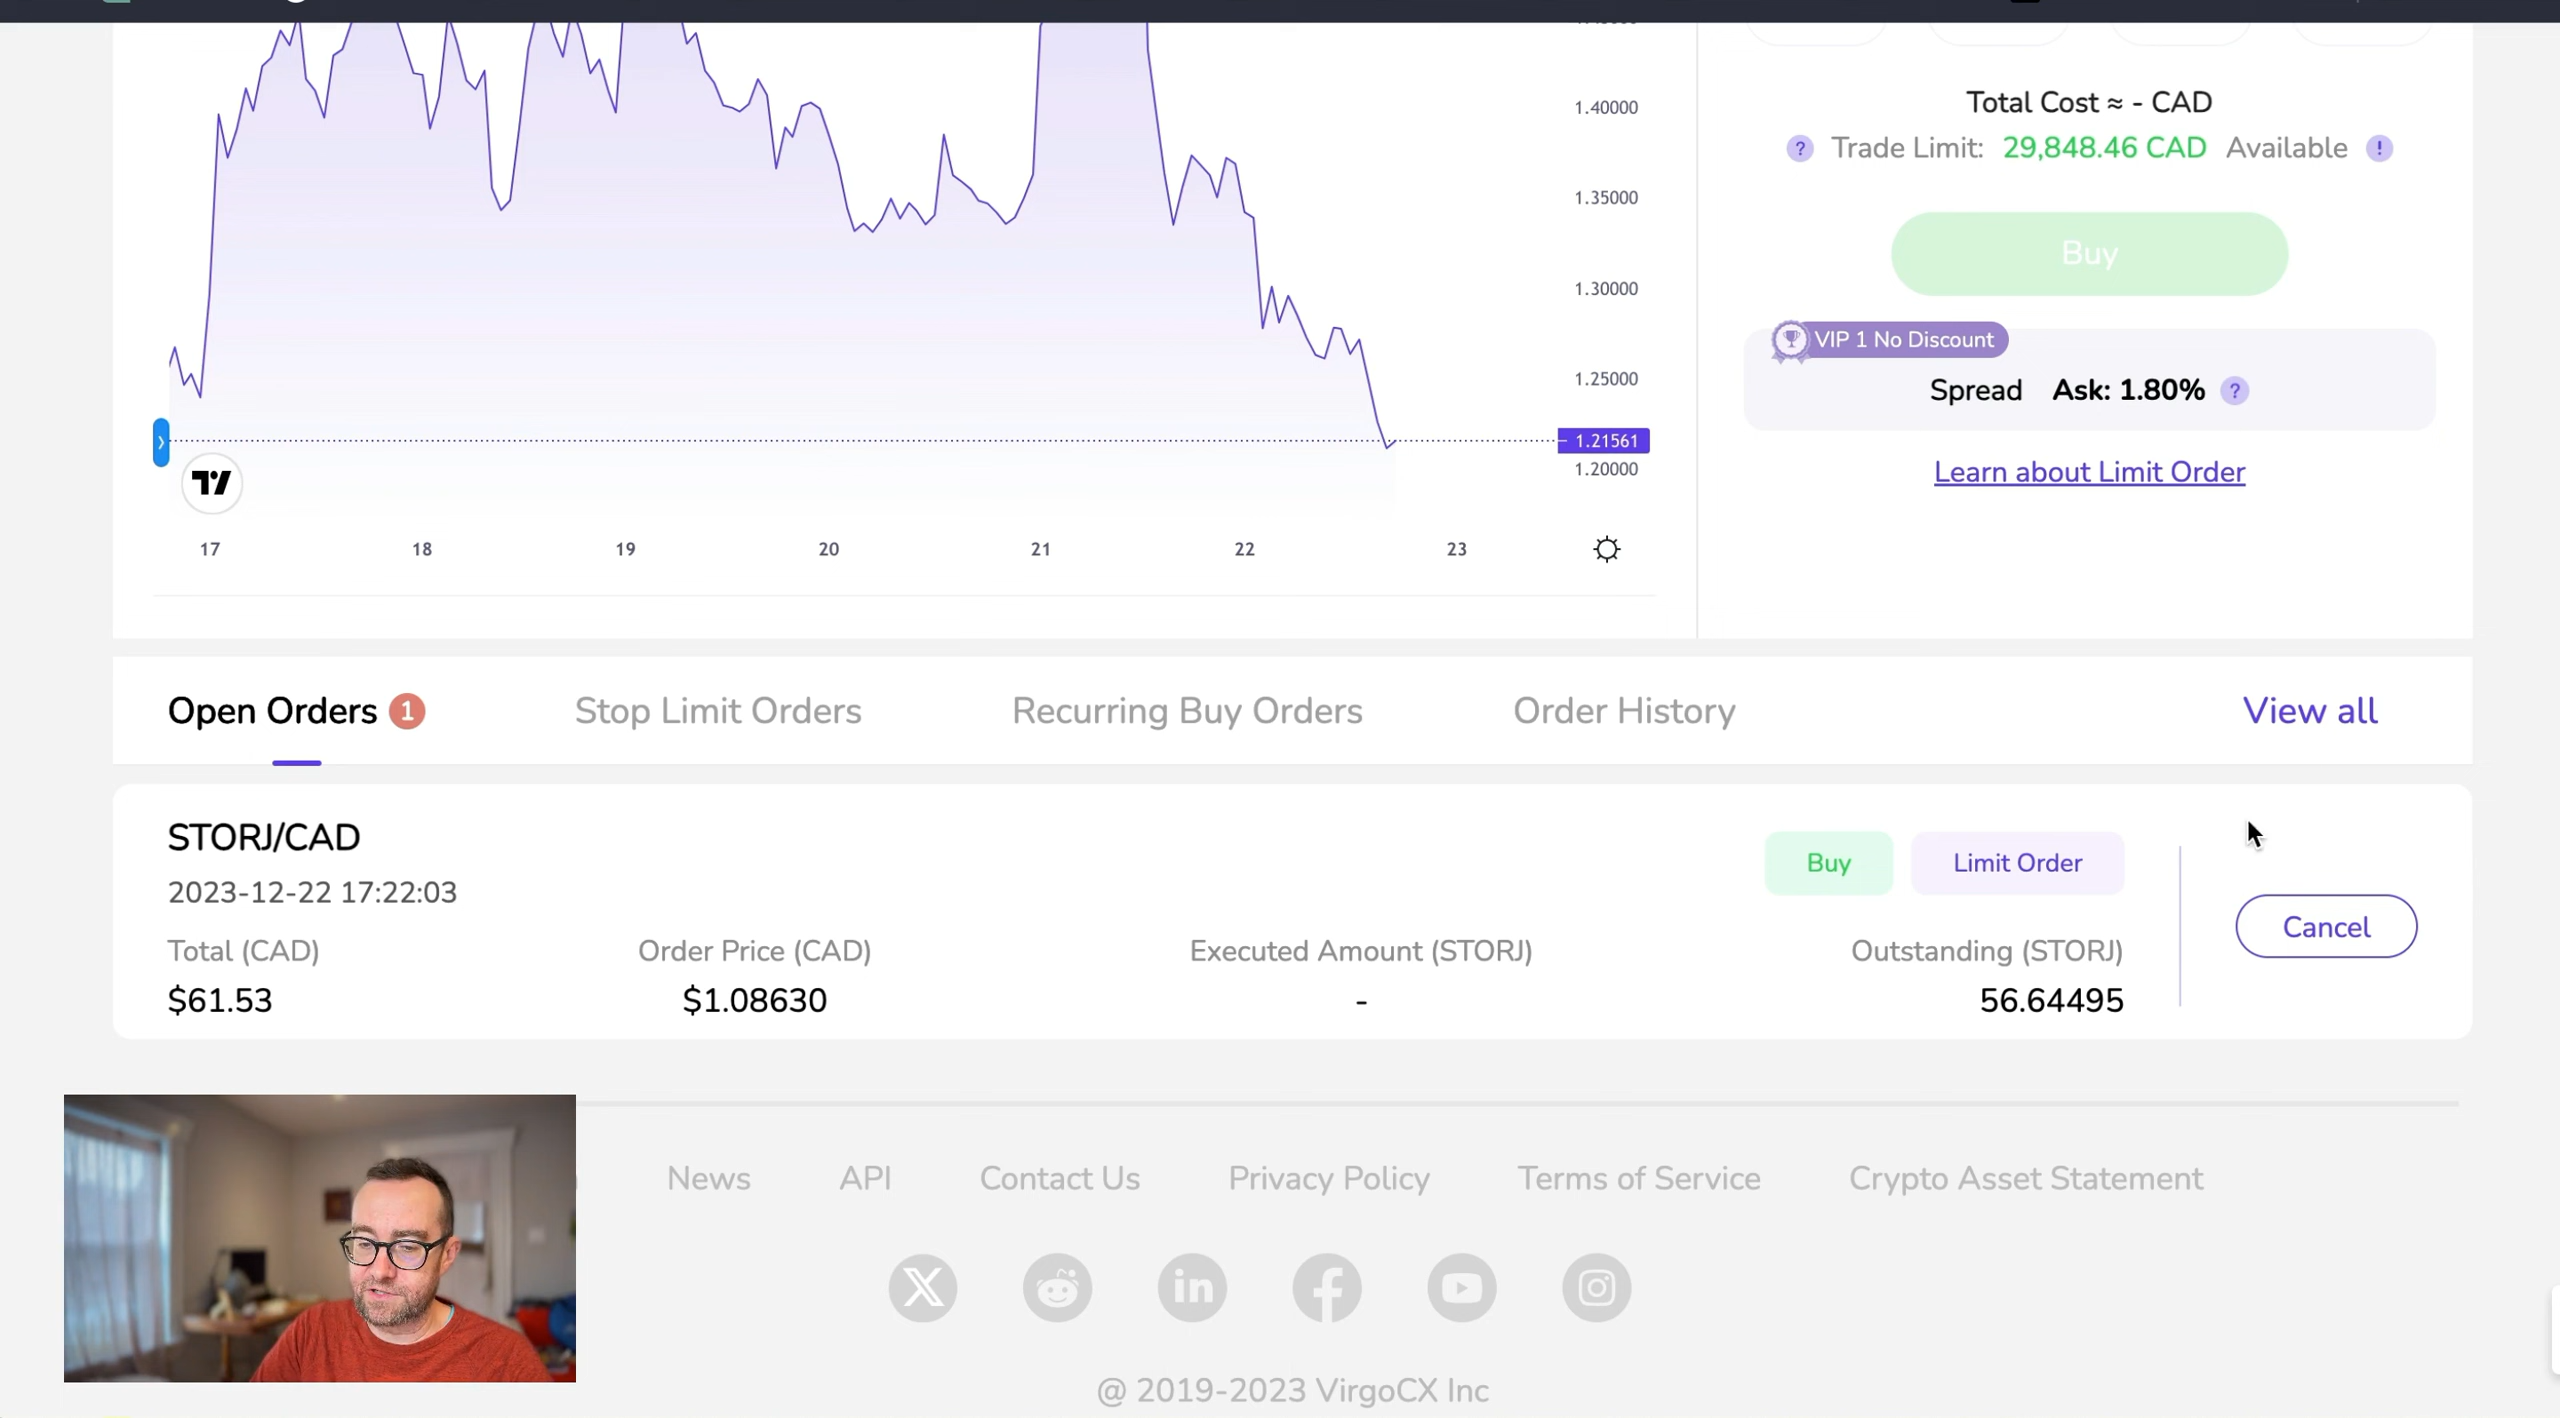 1.40000
1.35000
1.30000
1.25000
1.21561
1.20000
17 18 19 20 21 22 23
Total Cost ≈ - CAD
? Trade Limit: 29,848.46 CAD Available !
Buy
VIP 1 No Discount
Spread Ask: 1.80% ?
Learn about Limit Order
Open Orders 1 Stop Limit Orders Recurring Buy Orders Order History View all
STORJ/CAD
2023-12-22 17:22:03
Buy Limit Order
Cancel
Total (CAD) Order Price (CAD) Executed Amount (STORJ) Outstanding (STORJ)
$61.53 $1.08630 - 56.64495
News API Contact Us Privacy Policy Terms of Service Crypto Asset Statement
@ 2019-2023 VirgoCX Inc